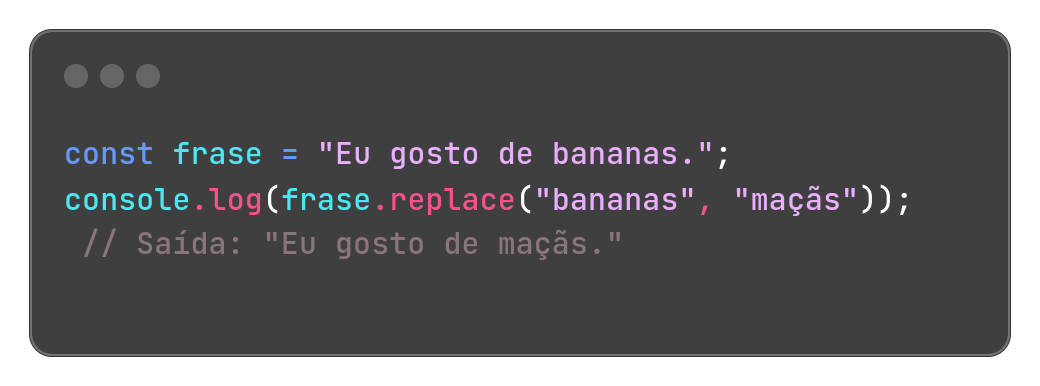 const frase = "Eu gosto de bananas.";
console.log(frase.replace("bananas", "maçãs"));
// Saída: "Eu gosto de maçãs."